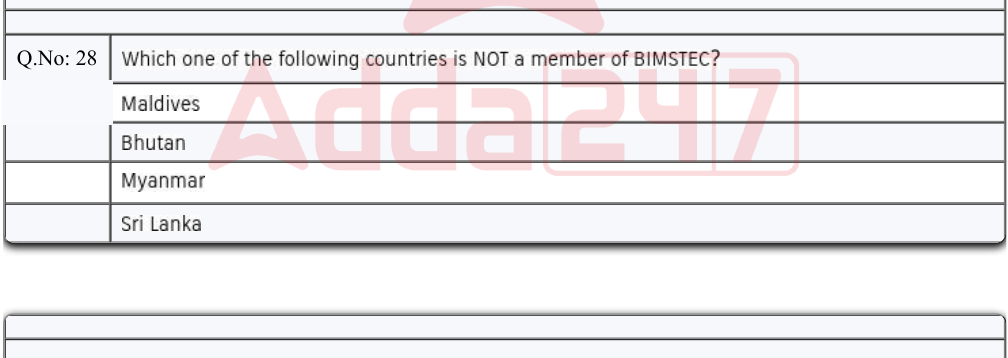 Q.No: 28 Which one of the following countries is NOT a member of BIMSTEC?
Maldives
Bhutan
Myanmar
Sri Lanka
Adda247